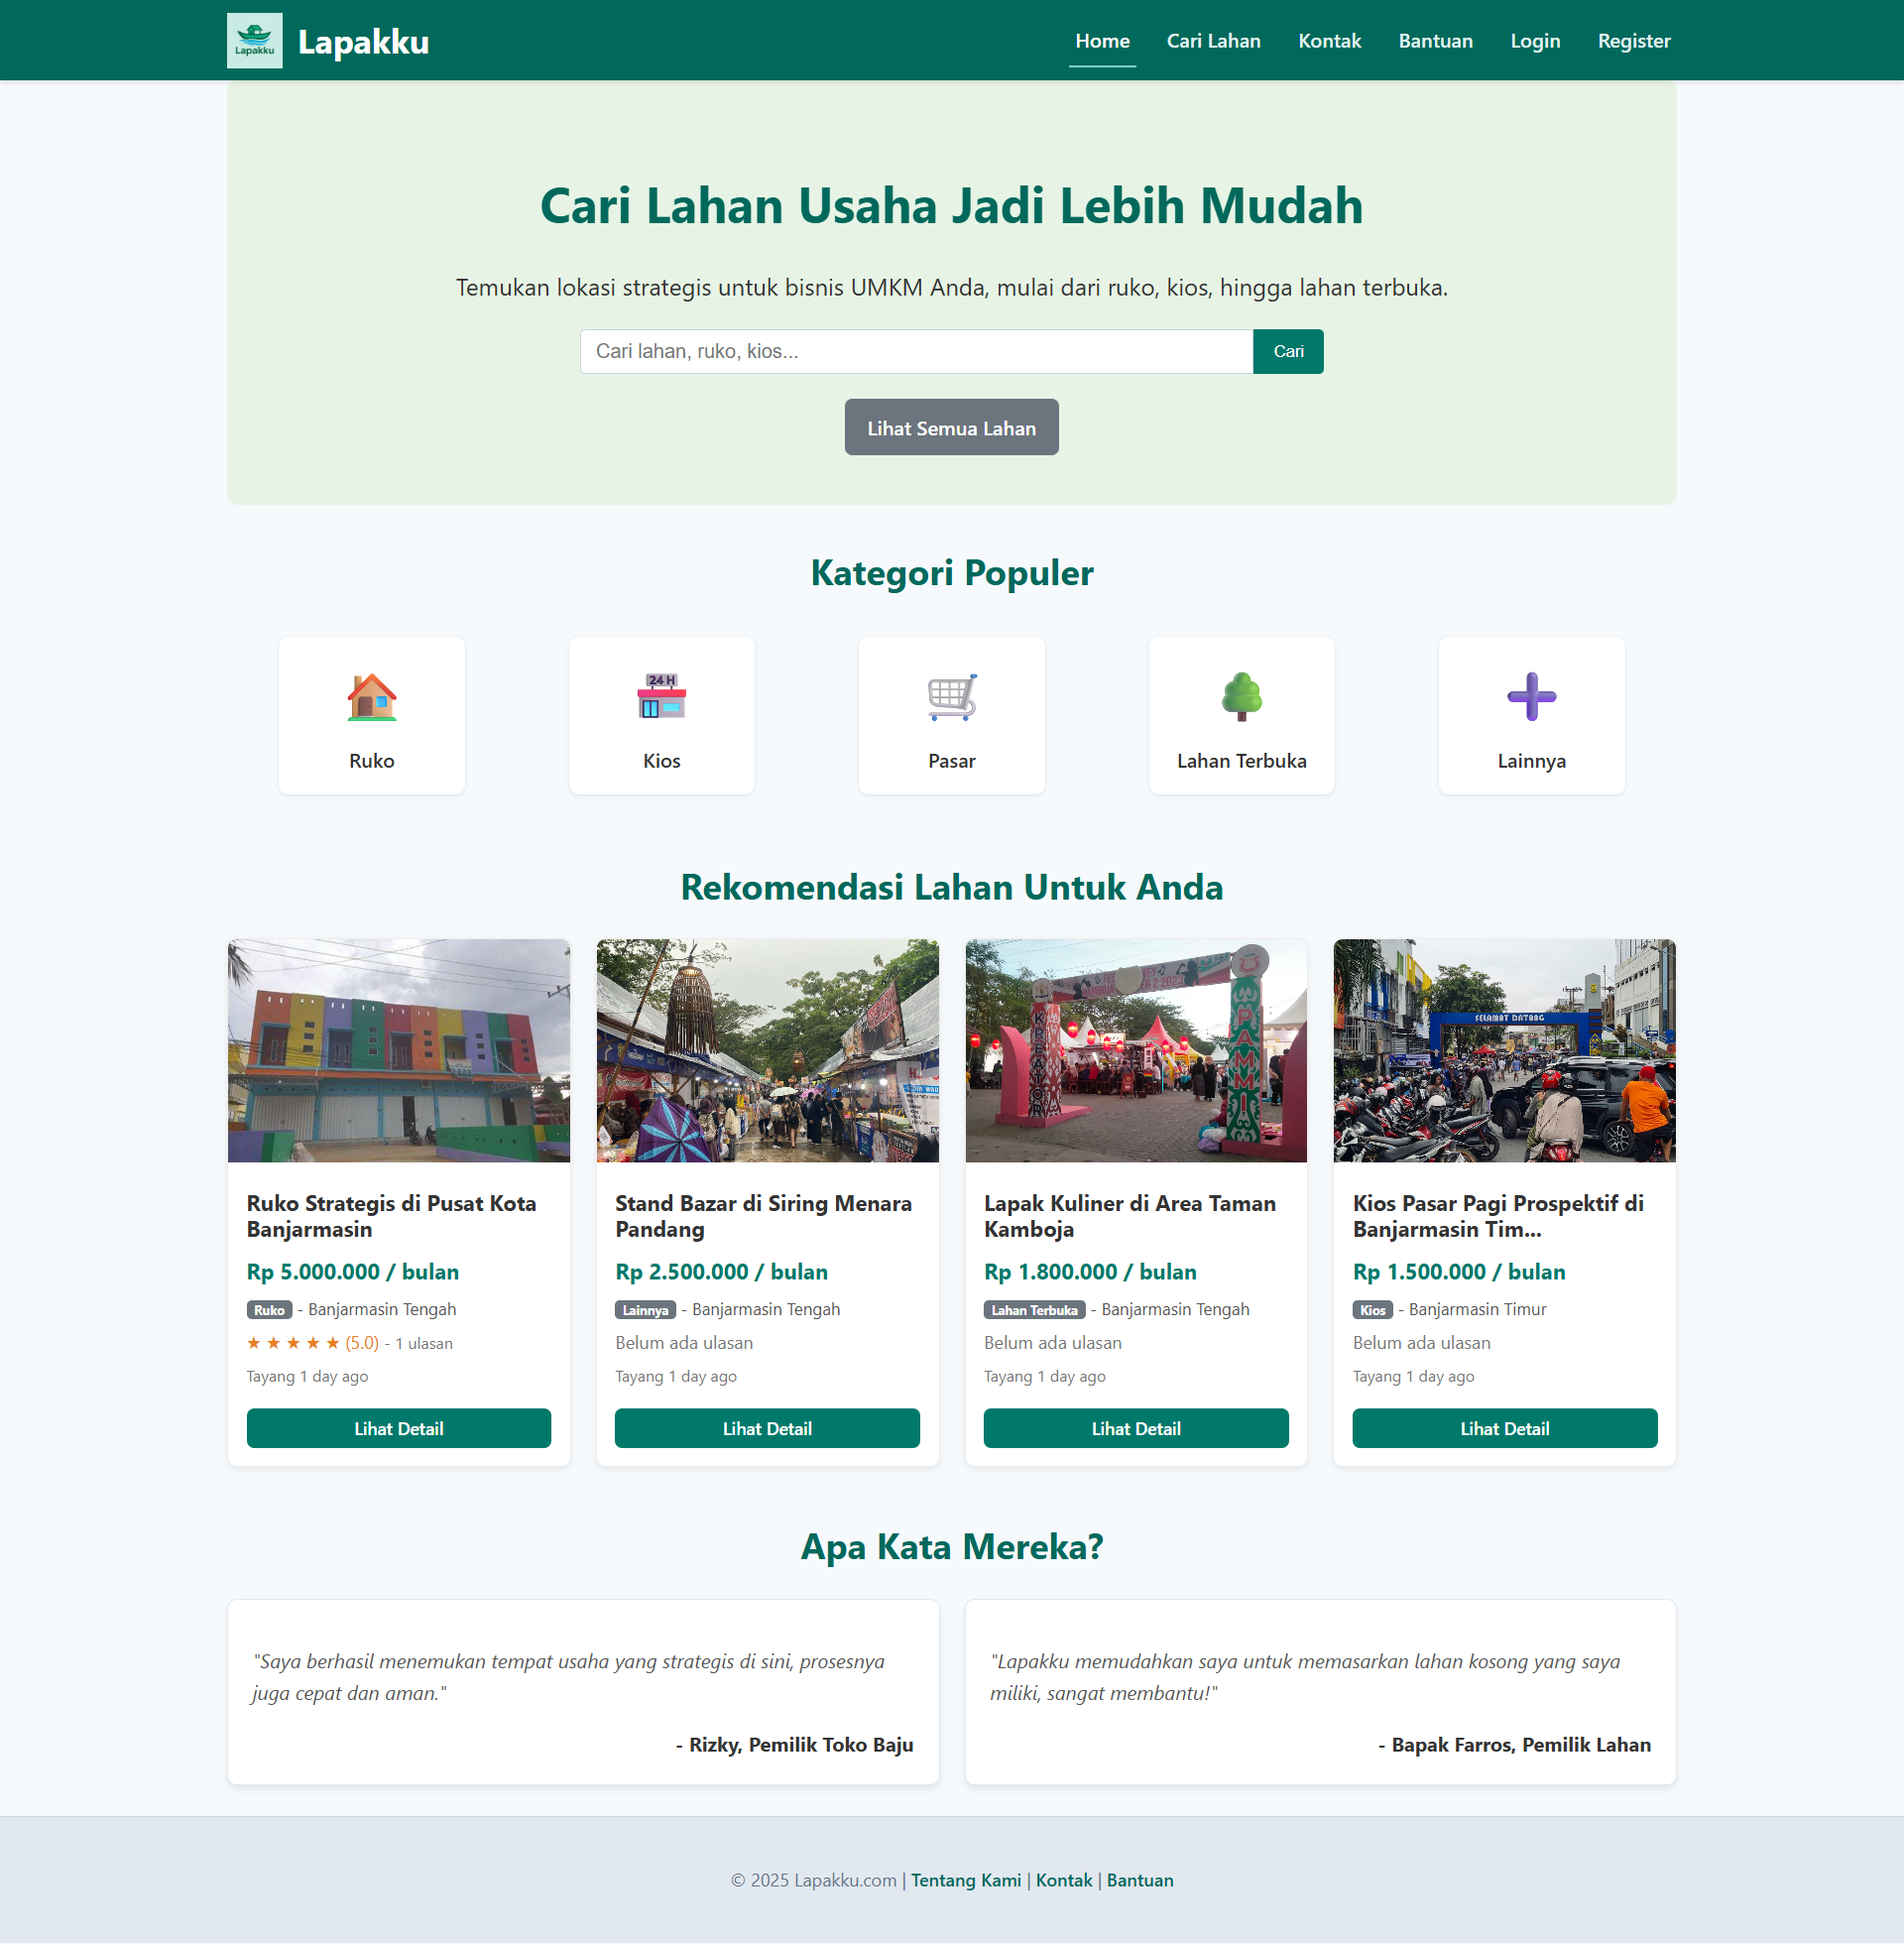 Lapakku
Lapakku
Home
Cari Lahan
Kontak
Bantuan
Login
Register
Cari Lahan Usaha Jadi Lebih Mudah
Temukan lokasi strategis untuk bisnis UMKM Anda, mulai dari ruko, kios, hingga lahan terbuka.
Cari lahan, ruko, kios...
Cari
Lihat Semua Lahan
Kategori Populer
24 H
Ruko
Kios
Pasar
Lahan Terbuka
Lainnya
Rekomendasi Lahan Untuk Anda
KREATOR
SELAMAT DATANG
Ruko Strategis di Pusat Kota
Banjarmasin
Rp 5.000.000 / bulan
Ruko - Banjarmasin Tengah
★ ★ ★ ★ ★ (5.0) - 1 ulasan
Tayang 1 day ago
Lihat Detail
Stand Bazar di Siring Menara
Pandang
Rp 2.500.000 / bulan
Lainnya - Banjarmasin Tengah
Belum ada ulasan
Tayang 1 day ago
Lihat Detail
Lapak Kuliner di Area Taman
Kamboja
Rp 1.800.000 / bulan
Lahan Terbuka - Banjarmasin Tengah
Belum ada ulasan
Tayang 1 day ago
Lihat Detail
Kios Pasar Pagi Prospektif di
Banjarmasin Tim...
Rp 1.500.000 / bulan
Kios - Banjarmasin Timur
Belum ada ulasan
Tayang 1 day ago
Lihat Detail
Apa Kata Mereka?
"Saya berhasil menemukan tempat usaha yang strategis di sini, prosesnya
juga cepat dan aman."
- Rizky, Pemilik Toko Baju
"Lapakku memudahkan saya untuk memasarkan lahan kosong yang saya
miliki, sangat membantu!"
- Bapak Farros, Pemilik Lahan
© 2025 Lapakku.com | Tentang Kami | Kontak | Bantuan